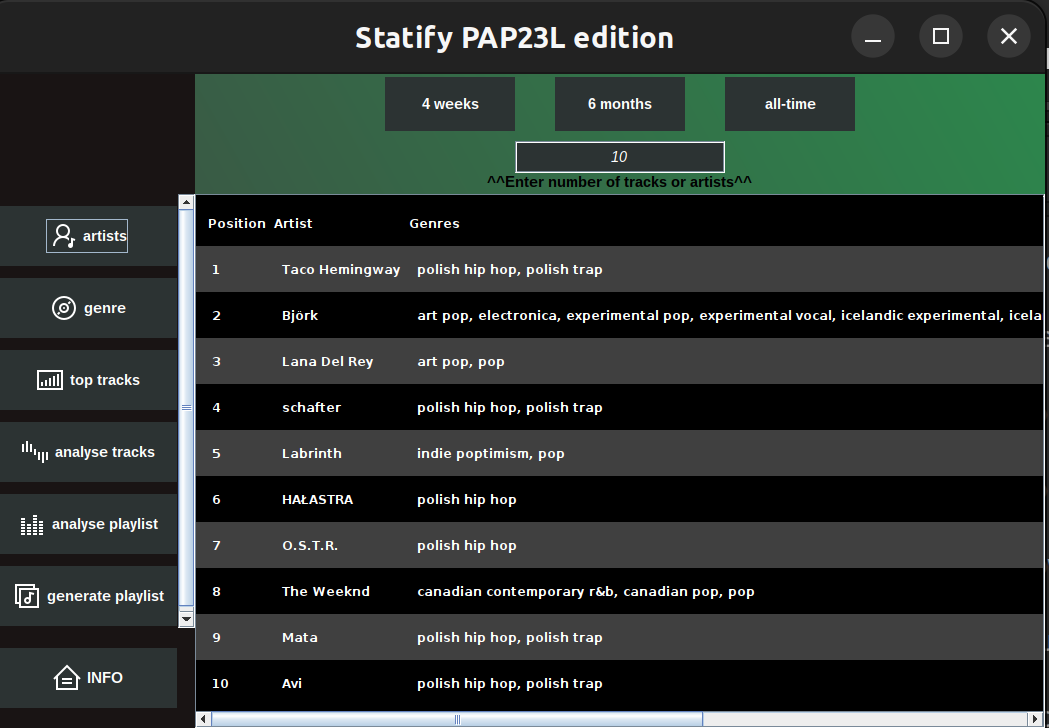 Statify PAP23L edition
4 weeks 6 months all-time
10
^^Enter number of tracks or artists^^
artists
genre
top tracks
analyse tracks
analyse playlist
generate playlist
INFO
Position Artist Genres
1 Taco Hemingway polish hip hop, polish trap
2 Björk art pop, electronica, experimental pop, experimental vocal, icelandic experimental, icela
3 Lana Del Rey art pop, pop
4 schafter polish hip hop, polish trap
5 Labrinth indie poptimism, pop
6 HAŁASTRA polish hip hop
7 O.S.T.R. polish hip hop
8 The Weeknd canadian contemporary r&b, canadian pop, pop
9 Mata polish hip hop, polish trap
10 Avi polish hip hop, polish trap